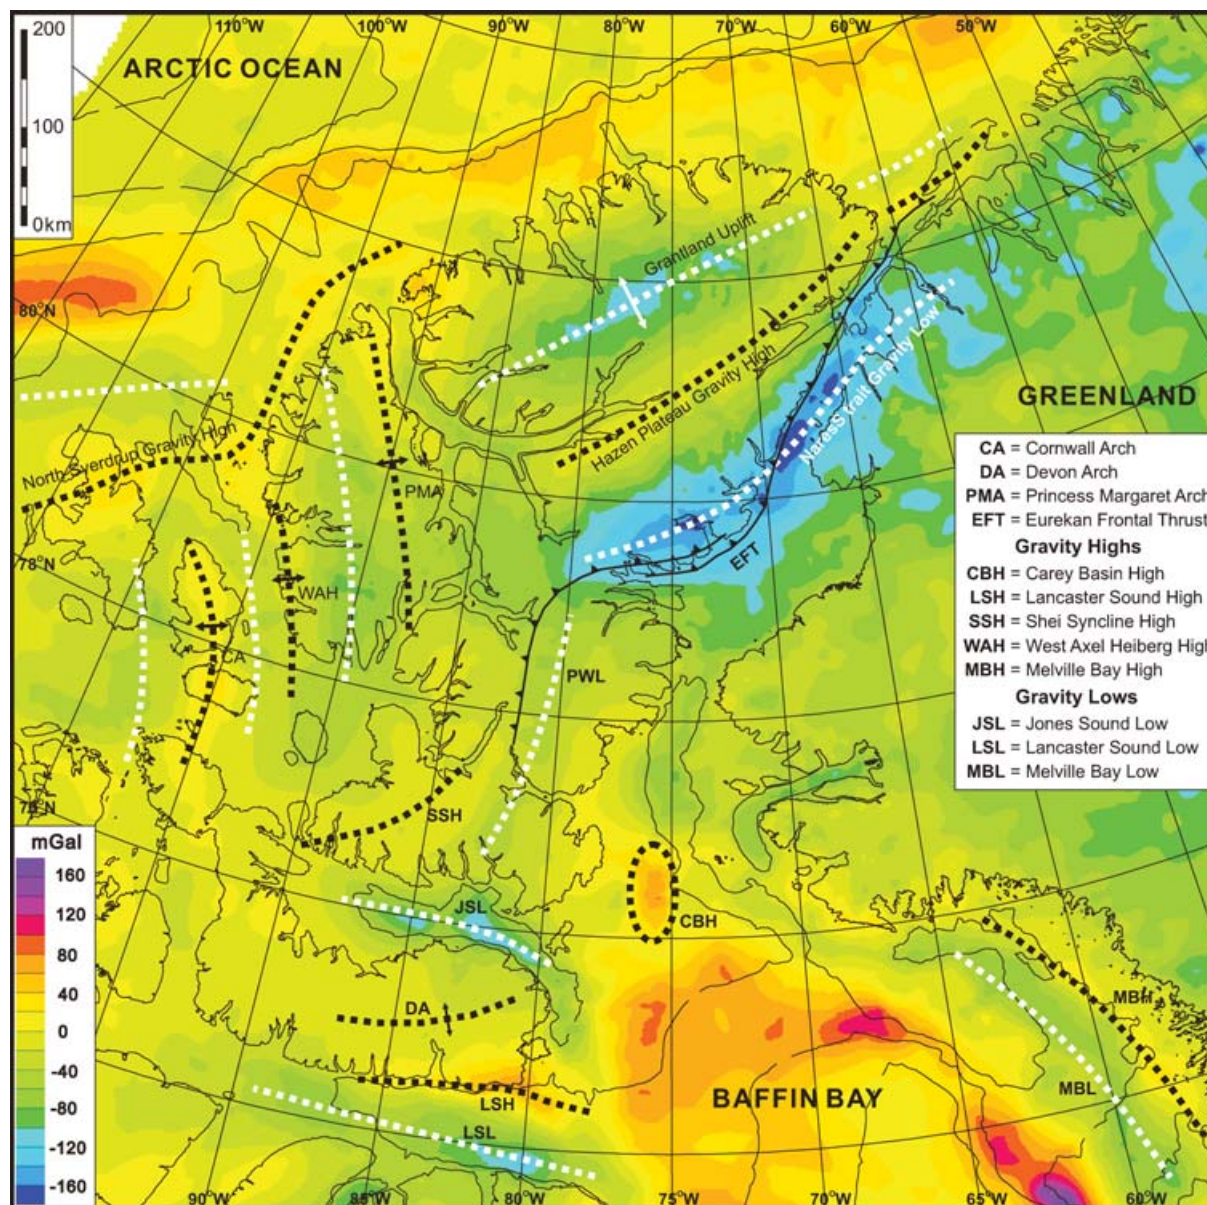 200
100
0km
110°W
100°W
90°W
80°W
70°W
60°W
50°W
ARCTIC OCEAN
80°N
Grantland Uplift
Hazen Plateau Gravity High
NaresS trait Gravity Low
GREENLAND
North Sverdrup Gravity High
PMA
EFT
78°N
WAH
CA
PWL
CA = Cornwall Arch
DA = Devon Arch
PMA = Princess Margaret Arch
EFT = Eurekan Frontal Thrust
Gravity Highs
CBH = Carey Basin High
LSH = Lancaster Sound High
SSH = Shei Syncline High
WAH = West Axel Heiberg High
MBH = Melville Bay High
Gravity Lows
JSL = Jones Sound Low
LSL = Lancaster Sound Low
MBL = Melville Bay Low
SSH
mGal
160
120
80
40
0
-40
-80
-120
-160
JSL
CBH
DA
MBH
LSH
BAFFIN BAY
MBL
LSL
90°W
85°W
80°W
75°W
70°W
65°W
60°W